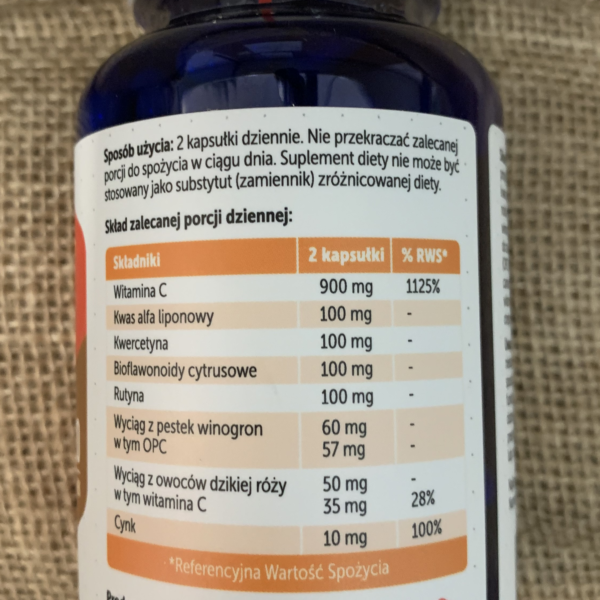 Sposób użycia: 2 kapsułki dziennie. Nie przekraczać zalecanej
porcji do spożycia w ciągu dnia. Suplement diety nie może być
stosowany jako substytut (zamiennik) zróżnicowanej diety.
Skład zalecanej porcji dziennej:
Składniki 2 kapsułki % RWS*
Witamina C 900 mg 1125%
Kwas alfa liponowy 100 mg -
Kwercetyna 100 mg -
Bioflawonoidy cytrusowe 100 mg -
Rutyna 100 mg -
Wyciąg z pestek winogron 60 mg -
w tym OPC 57 mg -
Wyciąg z owoców dzikiej róży 50 mg -
w tym witamina C 35 mg 28%
Cynk 10 mg 100%
*Referencyjna Wartość Spożycia